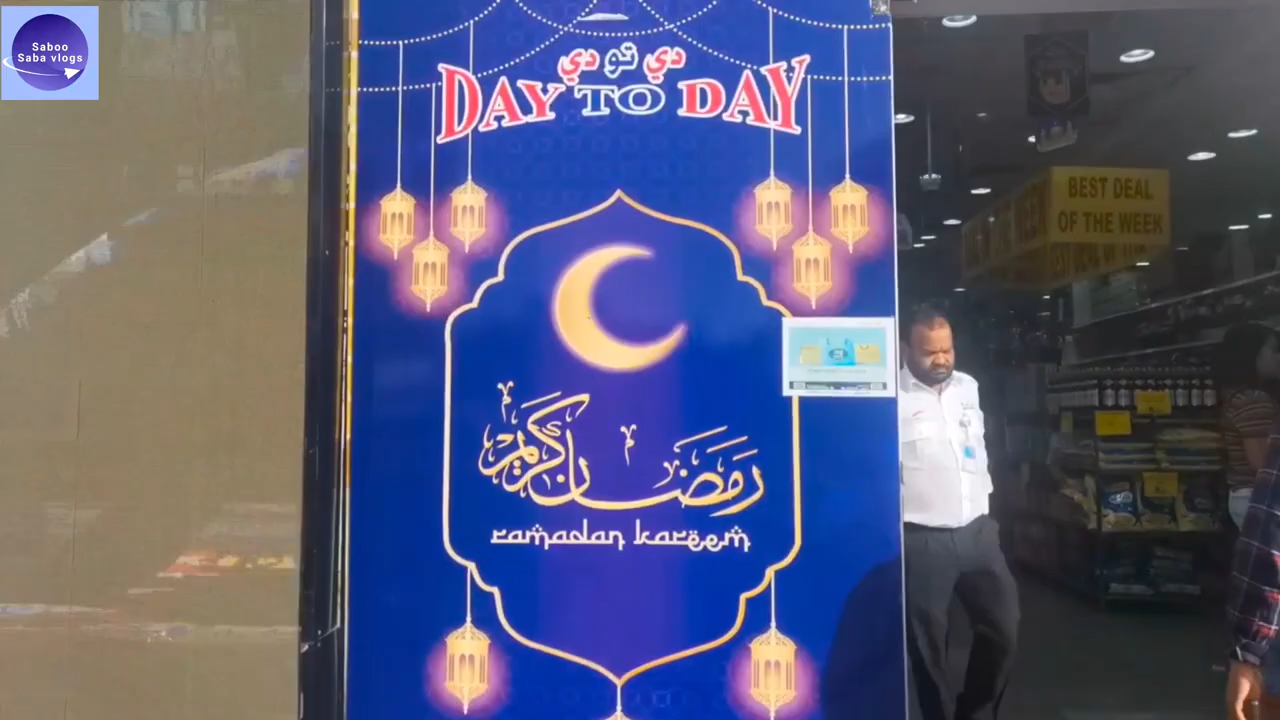 Saboo
Saba vlogs
دي تو دي
DAY TO DAY
BEST DEAL
OF THE WEEK
رمضان كريم
ramadan kareem